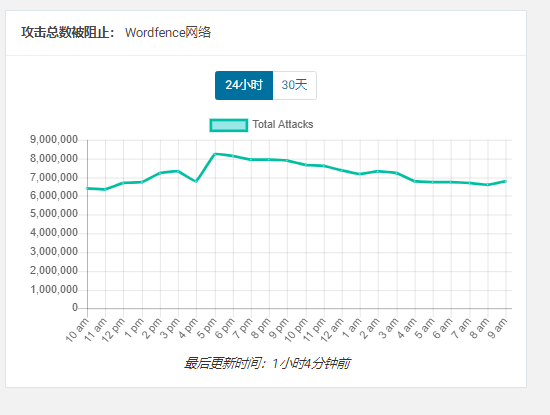 攻击总数被阻止： Wordfence网络
24小时 30天
Total Attacks
9,000,000
8,000,000
7,000,000
6,000,000
5,000,000
4,000,000
3,000,000
2,000,000
1,000,000
0
10 am 11 am 12 pm 1 pm 2 pm 3 pm 4 pm 5 pm 6 pm 7 pm 8 pm 9 pm 10 pm 11 pm 12 am 1 am 2 am 3 am 4 am 5 am 6 am 7 am 8 am 9 am
最后更新时间：1小时4分钟前